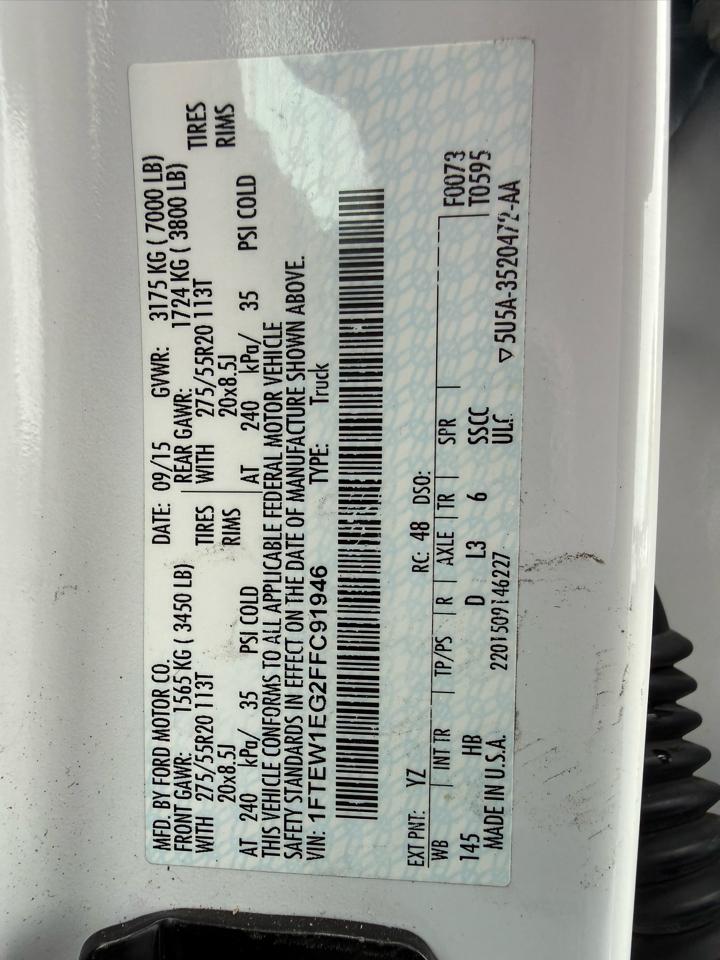 MFD. BY FORD MOTOR CO. DATE: 09/15 GVWR: 3175 KG ( 7000 LB)
FRONT GAWR: 1565 KG ( 3450 LB) REAR GAWR: 1724 KG ( 3800 LB)
WITH 275/55R20 113T TIRES WITH 275/55R20 113T TIRES
20x8.5J RIMS 20x8.5J RIMS
AT 240 kPa/ 35 PSI COLD AT 240 kPa/ 35 PSI COLD
THIS VEHICLE CONFORMS TO ALL APPLICABLE FEDERAL MOTOR VEHICLE
SAFETY STANDARDS IN EFFECT ON THE DATE OF MANUFACTURE SHOWN ABOVE.
VIN: 1FTEW1EG2FFC91946 TYPE: Truck
EXT PNT: YZ RC: 48 DSO:
WB INT TR TP/PS R AXLE TR SPR F0073
145 HB D L3 6 SSCC T0595
MADE IN U.S.A. 2201509146227 ULC ▽5U5A-3520472-AA